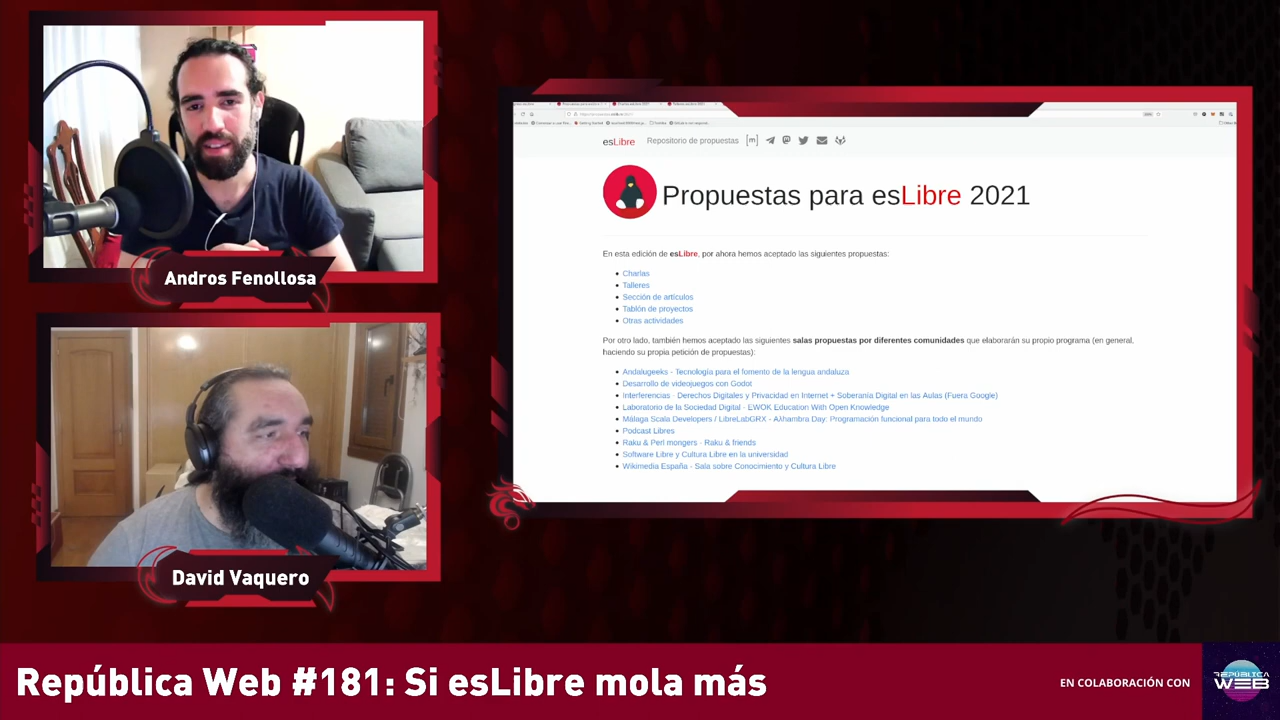 Andros Fenollosa
David Vaquero
esLibre Repositorio de propuestas [m]
Propuestas para esLibre 2021
En esta edición de esLibre, por ahora hemos aceptado las siguientes propuestas:
Charlas
Talleres
Sección de artículos
Tablón de proyectos
Otras actividades
Por otro lado, también hemos aceptado las siguientes salas propuestas por diferentes comunidades que elaborarán su propio programa (en general,
haciendo su propia petición de propuestas):
Andalugeeks - Tecnología para el fomento de la lengua andaluza
Desarrollo de videojuegos con Godot
Interferencias - Derechos Digitales y Privacidad en Internet + Soberanía Digital en las Aulas (Fuera Google)
Laboratorio de la Sociedad Digital - EWOK Education With Open Knowledge
Málaga Scala Developers / LibreLabGRX - Aλhambra Day: Programación funcional para todo el mundo
Podcast Libres
Raku & Perl mongers - Raku & friends
Software Libre y Cultura Libre en la universidad
Wikimedia España - Sala sobre Conocimiento y Cultura Libre
República Web #181: Si esLibre mola más
EN COLABORACIÓN CON
REPÚBLICA
WEB